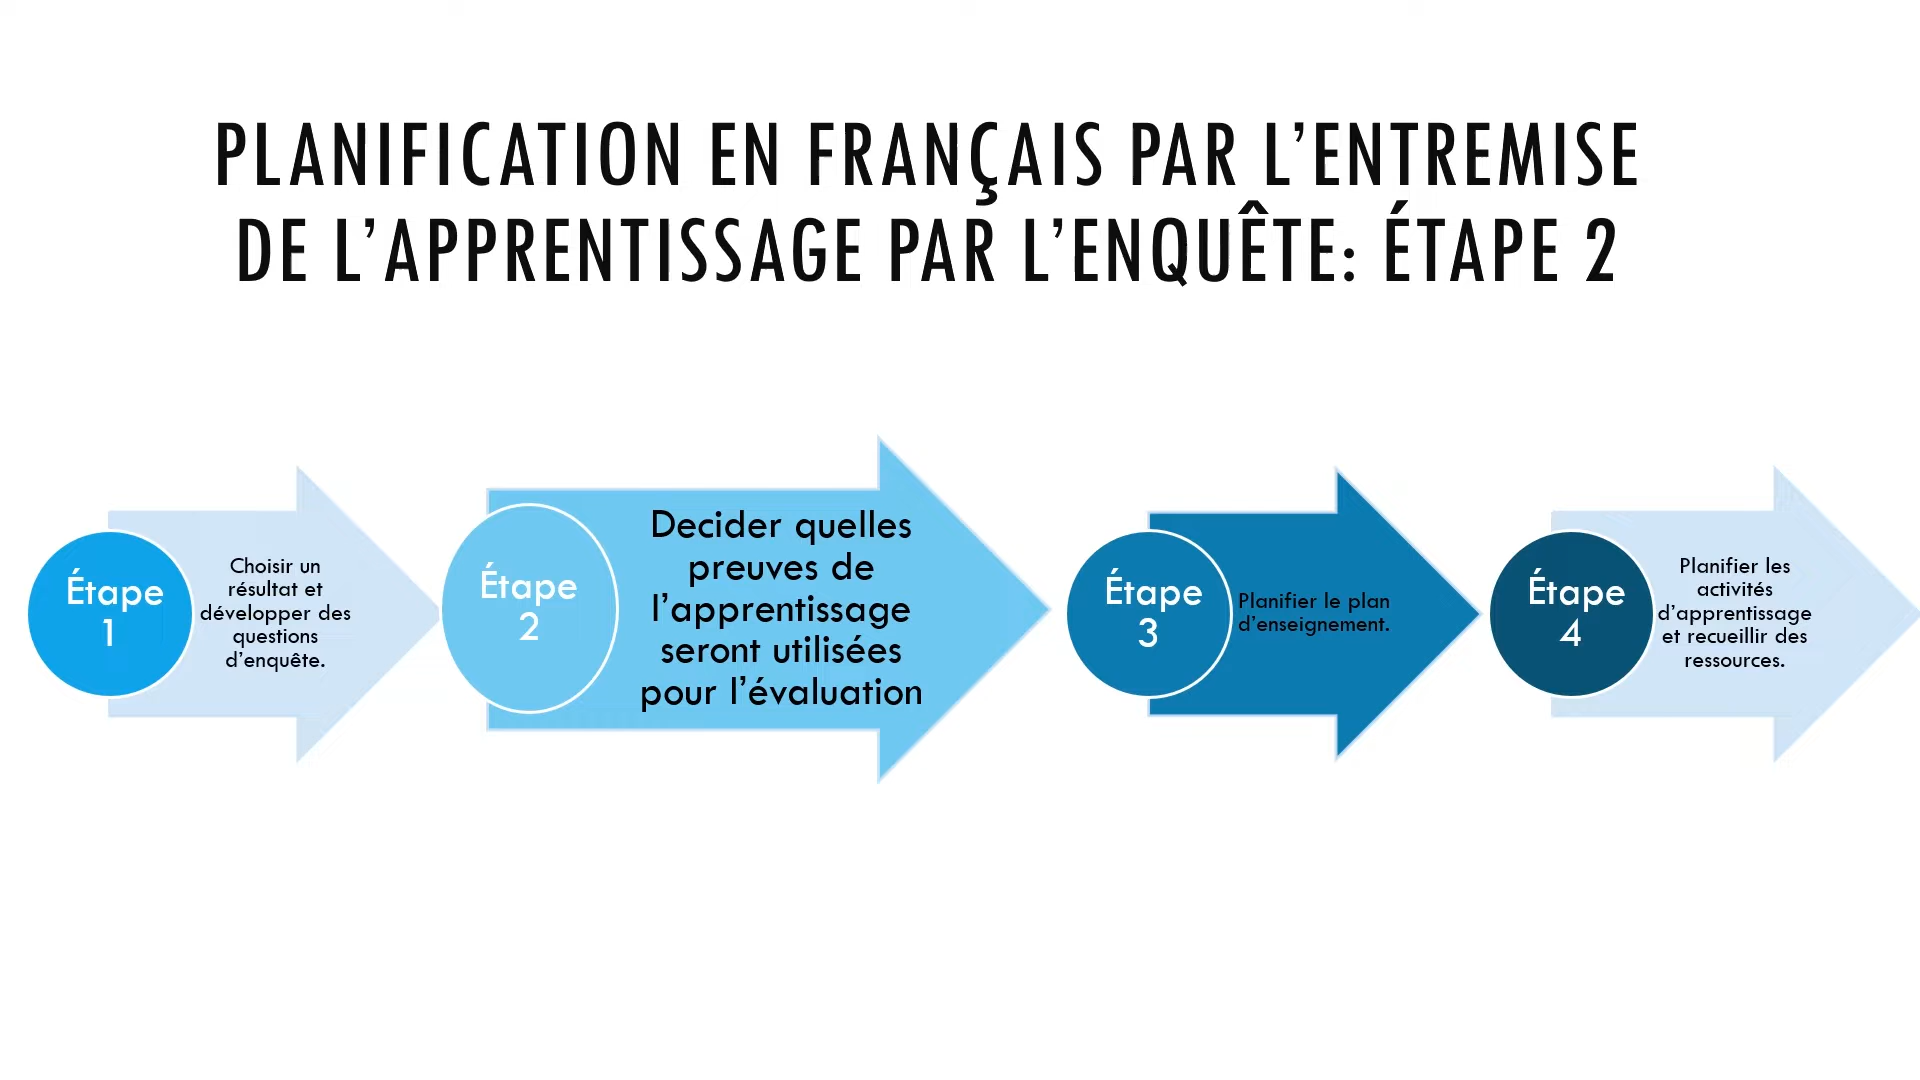 PLANIFICATION EN FRANÇAIS PAR L’ENTREMISE
DE L’APPRENTISSAGE PAR L’ENQUÊTE: ÉTAPE 2
Étape
1
Choisir un
résultat et
développer des
questions
d’enquête.
Étape
2
Decider quelles
preuves de
l’apprentissage
seront utilisées
pour l’évaluation
Étape
3
Planifier le plan
d’enseignement.
Étape
4
Planifier les
activités
d’apprentissage
et recueillir des
ressources.